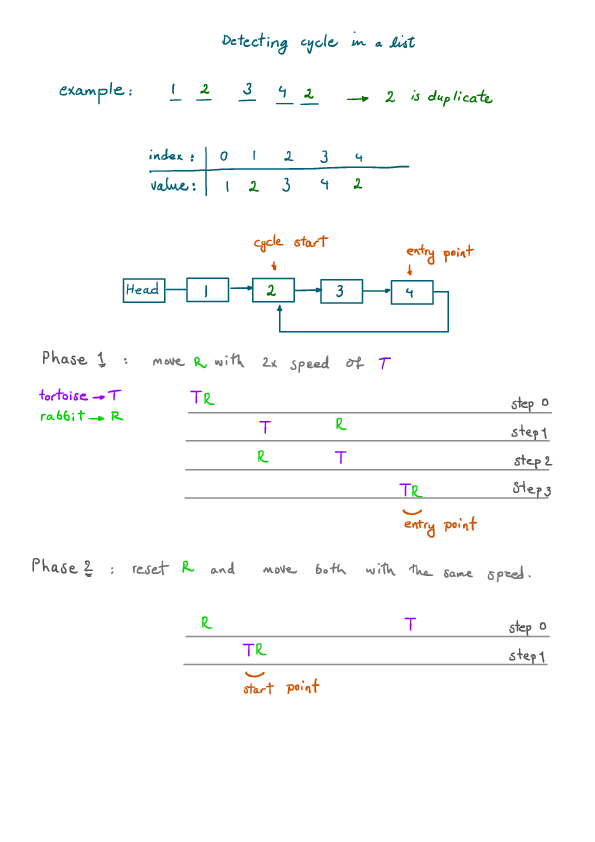 Detecting cycle in a list
example: 1 2 3 4 2 → 2 is duplicate
index: 0 1 2 3 4
value: 1 2 3 4 2
cycle start
entry point
Head 1 2 3 4
Phase 1 : move R with 2x speed of T
tortoise → T
rabbit → R
TR step 0
T R step 1
R T step 2
TR Step 3
entry point
Phase 2 : reset R and move both with the same speed.
R T step 0
TR step 1
start point